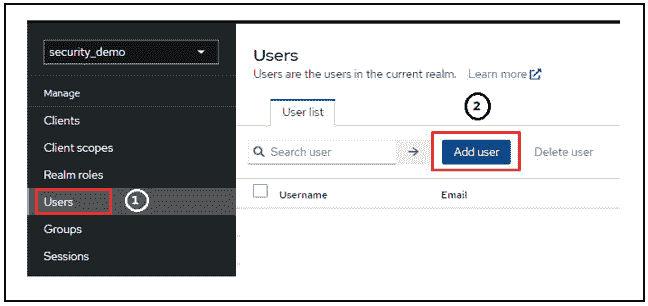 security_demo
Manage
Clients
Client scopes
Realm roles
Users
1
Groups
Sessions
Users
Users are the users in the current realm. Learn more
2
User list
Search user
Add user
Delete user
Username Email